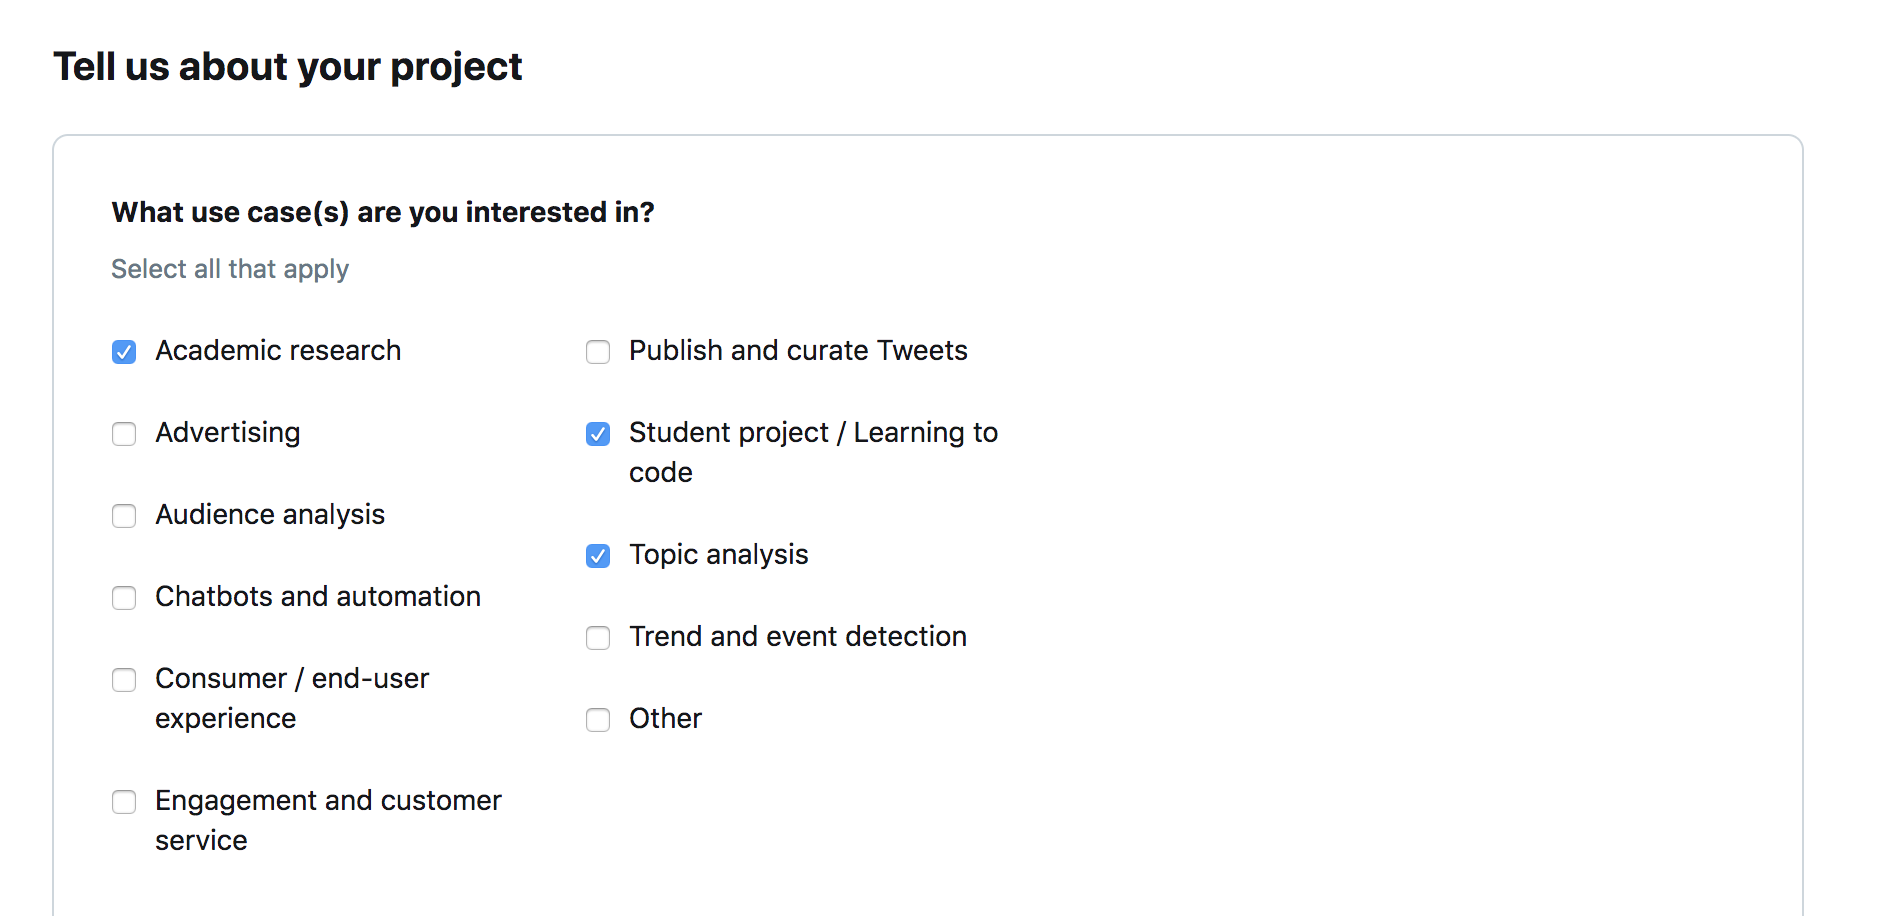 Tell us about your project
What use case(s) are you interested in?
Select all that apply
Academic research
Advertising
Audience analysis
Chatbots and automation
Consumer / end-user
experience
Engagement and customer
service
Publish and curate Tweets
Student project / Learning to
code
Topic analysis
Trend and event detection
Other